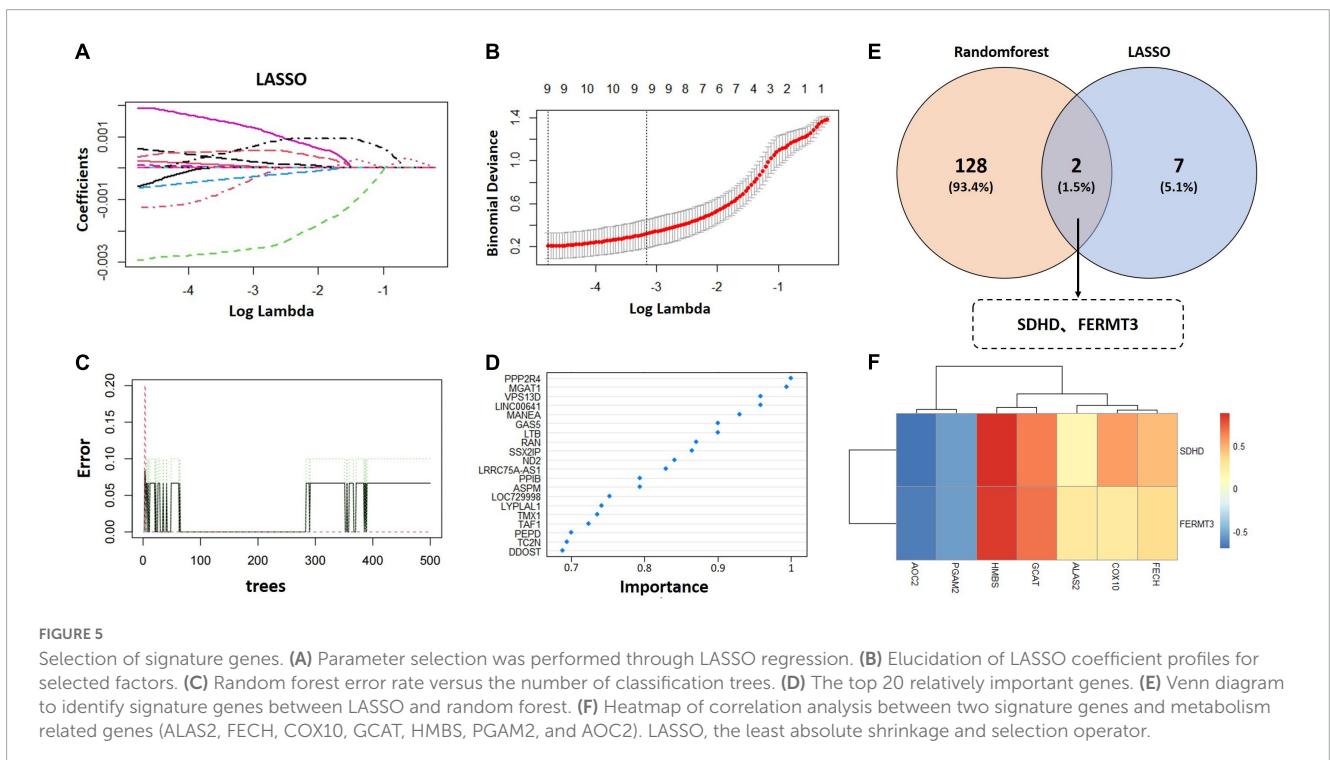 A
LASSO
Coefficients
0.001
-0.001
-0.003
-4 -3 -2 -1
Log Lambda
B
9 9 10 10 9 9 9 8 7 6 7 4 3 2 1 1
Binomial Deviance
1.4
1.0
0.6
0.2
-4 -3 -2 -1
Log Lambda
E
Randomforest
LASSO
128
(93.4%)
2
(1.5%)
7
(5.1%)
SDHD、FERMT3
C
Error
0.20
0.15
0.10
0.05
0.00
0 100 200 300 400 500
trees
D
PPP2R4
MGAT1
VPS13D
LINC00641
MANEA
GAS5
LTB
RAN
SSX2IP
ND2
LRRC75A-AS1
PPIB
ASPM
LOC729998
LYPLAL1
TMX1
TAF1
PEPD
TC2N
DDOST
0.7 0.8 0.9 1
Importance
F
SDHD
FERMT3
AOC2
PGAM2
HMBS
GCAT
ALAS2
COX10
FECH
0.5
0
-0.5
FIGURE 5
Selection of signature genes. (A) Parameter selection was performed through LASSO regression. (B) Elucidation of LASSO coefficient profiles for
selected factors. (C) Random forest error rate versus the number of classification trees. (D) The top 20 relatively important genes. (E) Venn diagram
to identify signature genes between LASSO and random forest. (F) Heatmap of correlation analysis between two signature genes and metabolism
related genes (ALAS2, FECH, COX10, GCAT, HMBS, PGAM2, and AOC2). LASSO, the least absolute shrinkage and selection operator.